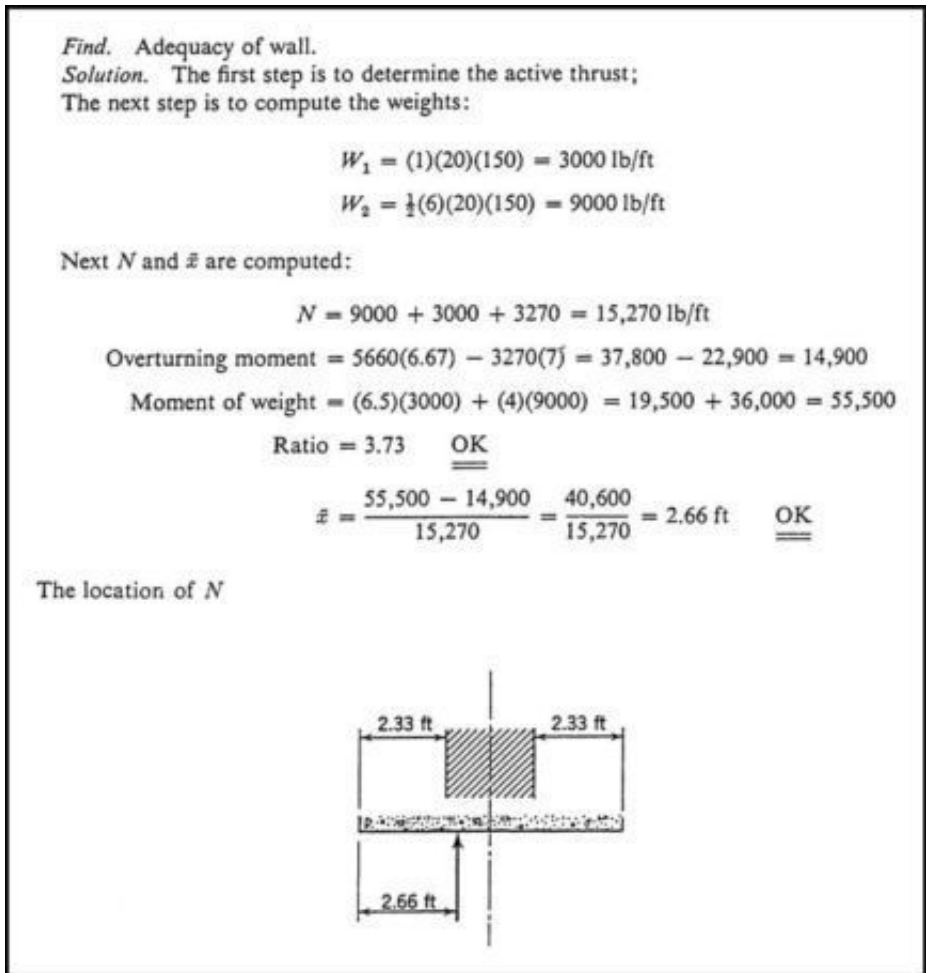 Find. Adequacy of wall.
Solution. The first step is to determine the active thrust;
The next step is to compute the weights:
W₁ = (1)(20)(150) = 3000 lb/ft
W₂ = ½(6)(20)(150) = 9000 lb/ft
Next N and x̄ are computed:
N = 9000 + 3000 + 3270 = 15,270 lb/ft
Overturning moment = 5660(6.67) − 3270(7) = 37,800 − 22,900 = 14,900
Moment of weight = (6.5)(3000) + (4)(9000) = 19,500 + 36,000 = 55,500
Ratio = 3.73 OK
x̄ = (55,500 − 14,900)/15,270 = 40,600/15,270 = 2.66 ft OK
The location of N
2.33 ft 2.33 ft
2.66 ft